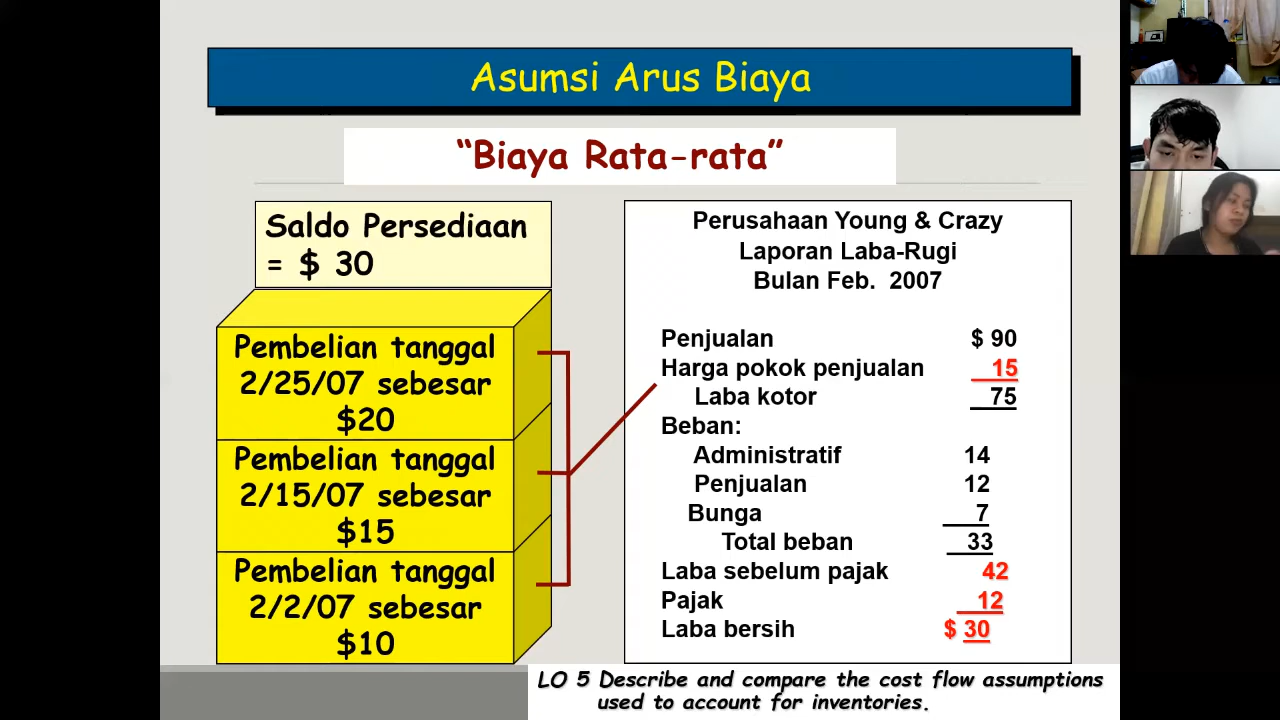 Asumsi Arus Biaya
“Biaya Rata-rata”
Saldo Persediaan
= $ 30
Pembelian tanggal
2/25/07 sebesar
$20
Pembelian tanggal
2/15/07 sebesar
$15
Pembelian tanggal
2/2/07 sebesar
$10
Perusahaan Young & Crazy
Laporan Laba-Rugi
Bulan Feb. 2007
Penjualan $ 90
Harga pokok penjualan 15
Laba kotor 75
Beban:
Administratif 14
Penjualan 12
Bunga 7
Total beban 33
Laba sebelum pajak 42
Pajak 12
Laba bersih $ 30
LO 5 Describe and compare the cost flow assumptions
used to account for inventories.